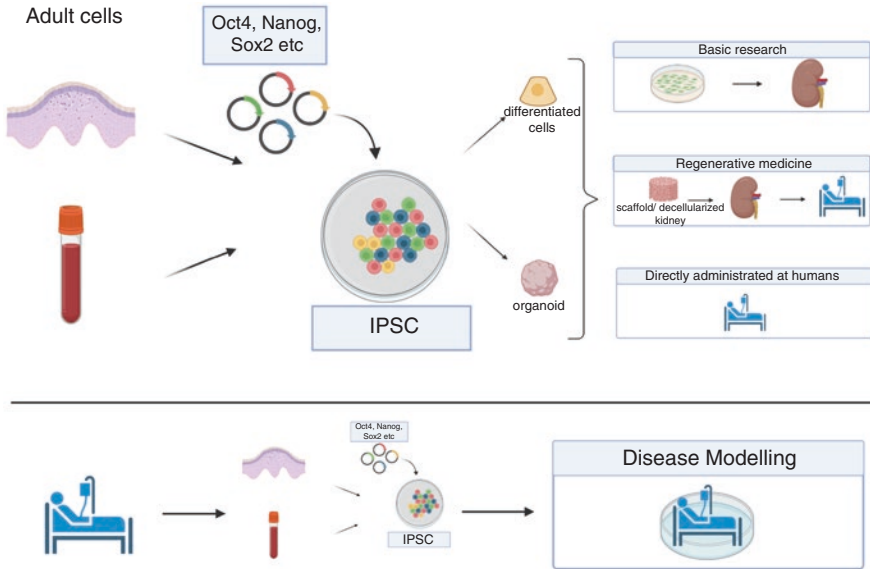 Adult cells
Oct4, Nanog,
Sox2 etc
IPSC
differentiated
cells
organoid
Basic research
Regenerative medicine
scaffold/ decellularized
kidney
Directly administrated at humans
Oct4, Nanog,
Sox2 etc
IPSC
Disease Modelling